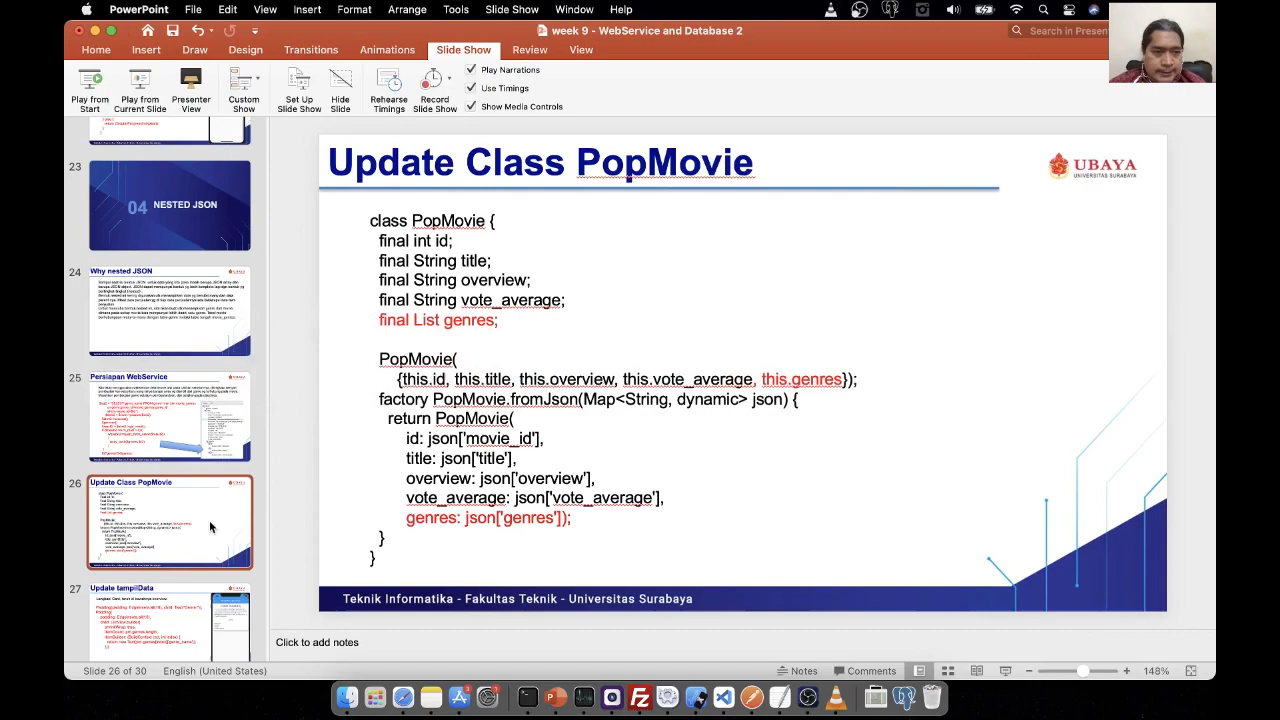 PowerPoint File Edit View Insert Format Arrange Tools Slide Show Window Help
week 9 - WebService and Database 2
Search in Presen
Home Insert Draw Design Transitions Animations Slide Show Review View
Play from Start
Play from Current Slide
Presenter View
Custom Show
Set Up Slide Show
Hide Slide
Rehearse Timings
Record Slide Show
Play Narrations
Use Timings
Show Media Controls
23
04 NESTED JSON
24
Why nested JSON
25
Persiapan WebService
26
Update Class PopMovie
27
Update tampilData
Update Class PopMovie
UBAYA
UNIVERSITAS SURABAYA
class PopMovie {
final int id;
final String title;
final String overview;
final String vote_average;
final List genres;
PopMovie(
{this.id, this.title, this.overview, this.vote_average, this.genres});
factory PopMovie.fromJson(Map<String, dynamic> json) {
return PopMovie(
id: json['movie_id'],
title: json['title'],
overview: json['overview'],
vote_average: json['vote_average'],
genres: json['genres']);
}
}
Teknik Informatika - Fakultas Teknik - Universitas Surabaya
Click to add notes
Slide 26 of 30 English (United States) Notes Comments 148%